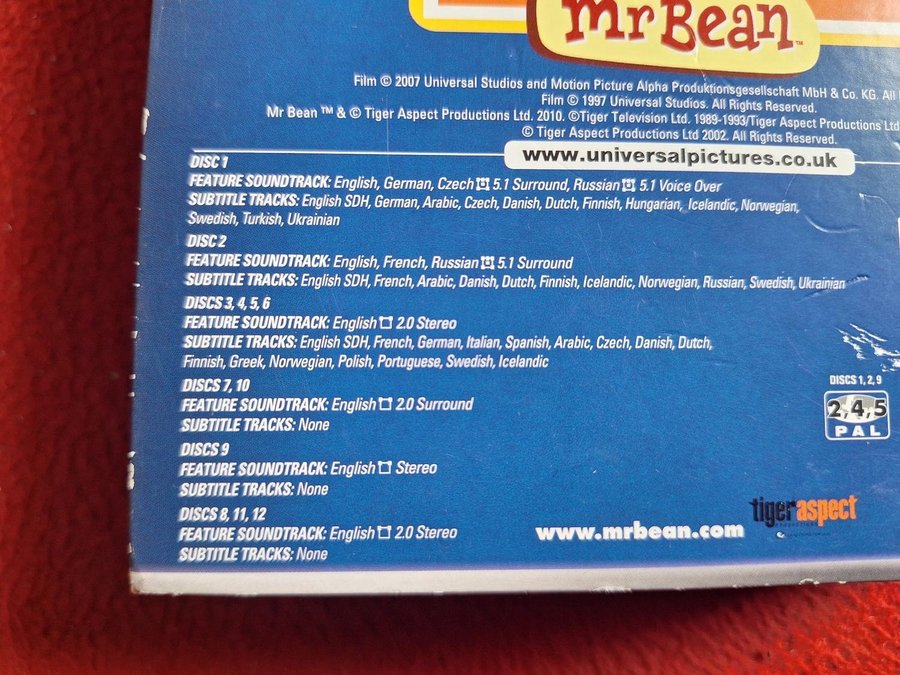 Mr Bean™
Film © 2007 Universal Studios and Motion Picture Alpha Produktionsgesellschaft MbH & Co. KG. All
Film © 1997 Universal Studios. All Rights Reserved.
Mr Bean ™ & © Tiger Aspect Productions Ltd. 2010. ©Tiger Television Ltd. 1989-1993/Tiger Aspect Productions Ltd
© Tiger Aspect Productions Ltd 2002. All Rights Reserved.
www.universalpictures.co.uk
DISC 1
FEATURE SOUNDTRACK: English, German, Czech 5.1 Surround, Russian 5.1 Voice Over
SUBTITLE TRACKS: English SDH, German, Arabic, Czech, Danish, Dutch, Finnish, Hungarian, Icelandic, Norwegian,
Swedish, Turkish, Ukrainian
DISC 2
FEATURE SOUNDTRACK: English, French, Russian 5.1 Surround
SUBTITLE TRACKS: English SDH, French, Arabic, Danish, Dutch, Finnish, Icelandic, Norwegian, Russian, Swedish, Ukrainian
DISCS 3, 4, 5, 6
FEATURE SOUNDTRACK: English 2.0 Stereo
SUBTITLE TRACKS: English SDH, French, German, Italian, Spanish, Arabic, Czech, Danish, Dutch,
Finnish, Greek, Norwegian, Polish, Portuguese, Swedish, Icelandic
DISCS 7, 10
FEATURE SOUNDTRACK: English 2.0 Surround
SUBTITLE TRACKS: None
DISCS 9
FEATURE SOUNDTRACK: English Stereo
SUBTITLE TRACKS: None
DISCS 8, 11, 12
FEATURE SOUNDTRACK: English 2.0 Stereo
SUBTITLE TRACKS: None
DISCS 1, 2, 9
2,4,5
PAL
www.mrbean.com
tigeraspect